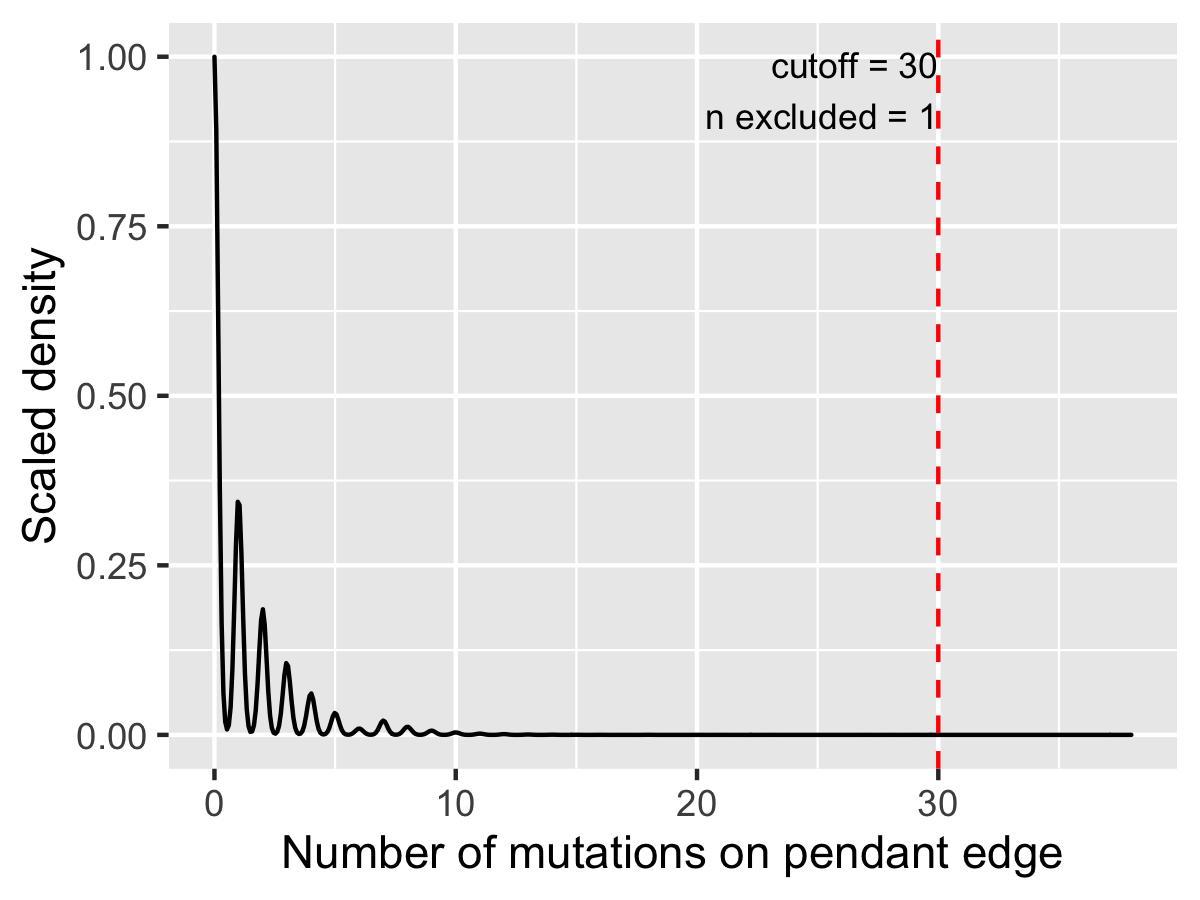 cutoff = 30
n excluded = 1
1.00
0.75
0.50
0.25
0.00
Scaled density
0 10 20 30
Number of mutations on pendant edge